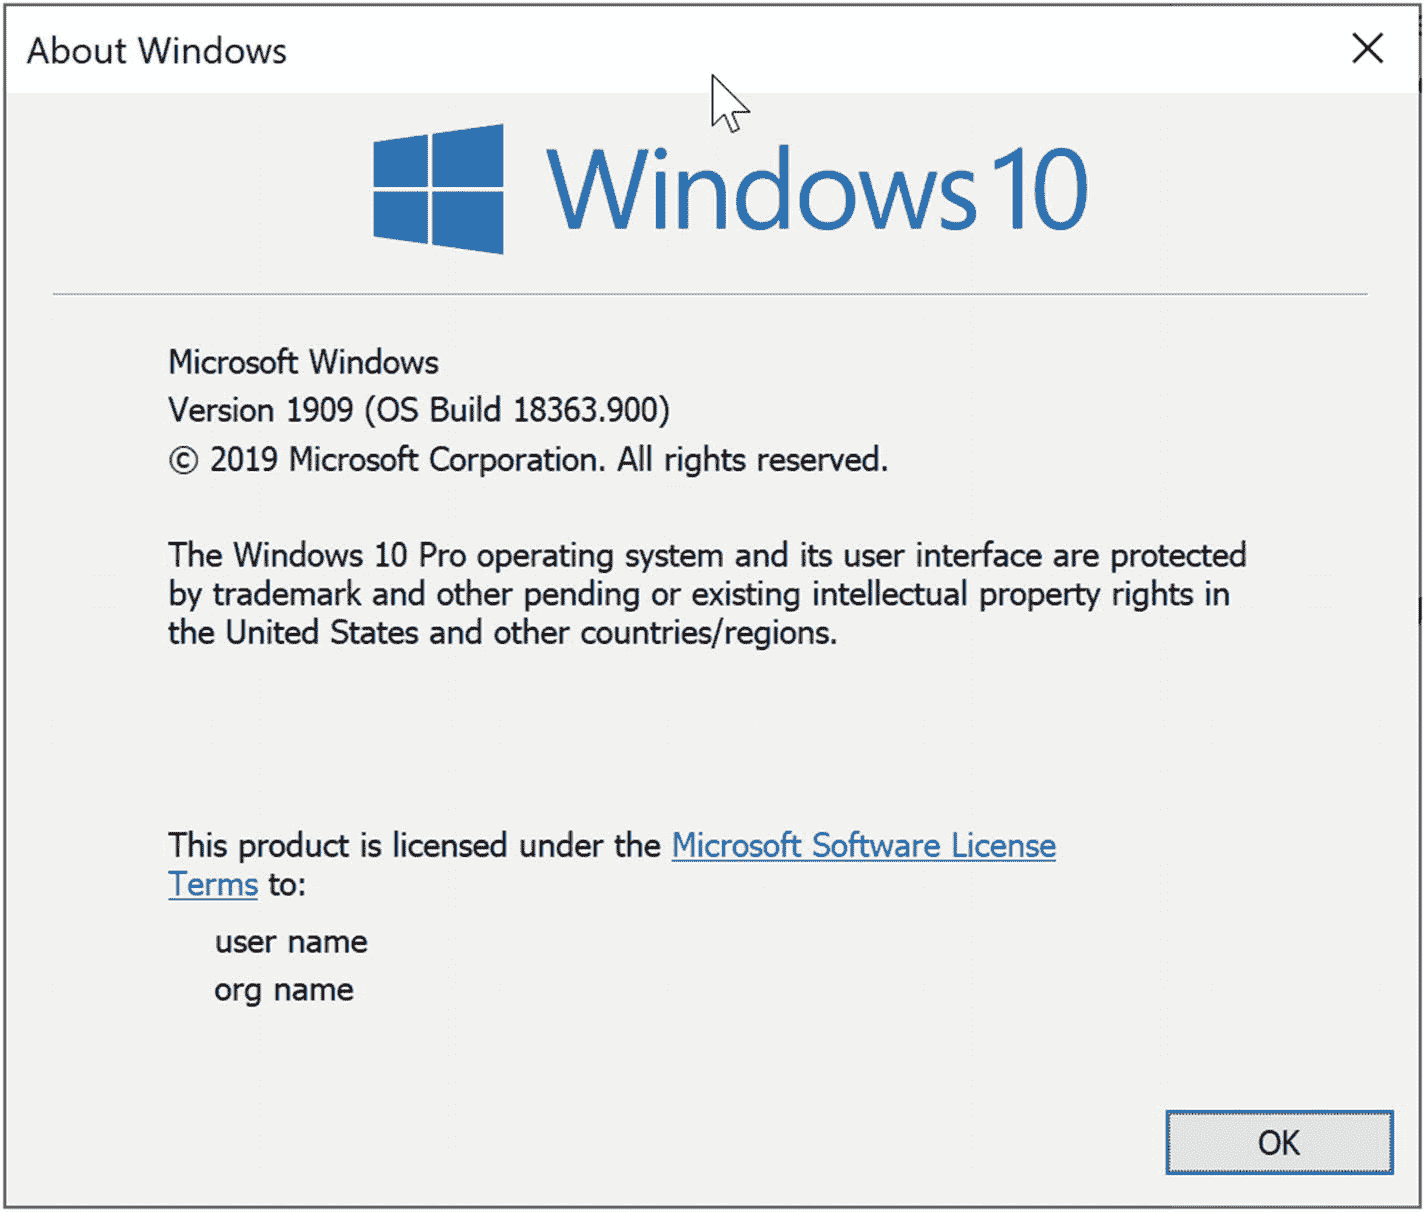 About Windows
Windows 10
Microsoft Windows
Version 1909 (OS Build 18363.900)
© 2019 Microsoft Corporation. All rights reserved.
The Windows 10 Pro operating system and its user interface are protected
by trademark and other pending or existing intellectual property rights in
the United States and other countries/regions.
This product is licensed under the Microsoft Software License
Terms to:
user name
org name
OK